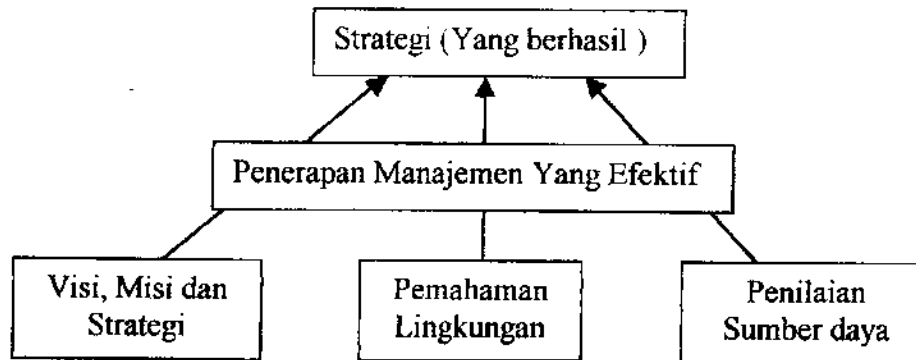 Strategi (Yang berhasil )
Penerapan Manajemen Yang Efektif
Visi, Misi dan
Strategi
Pemahaman
Lingkungan
Penilaian
Sumber daya